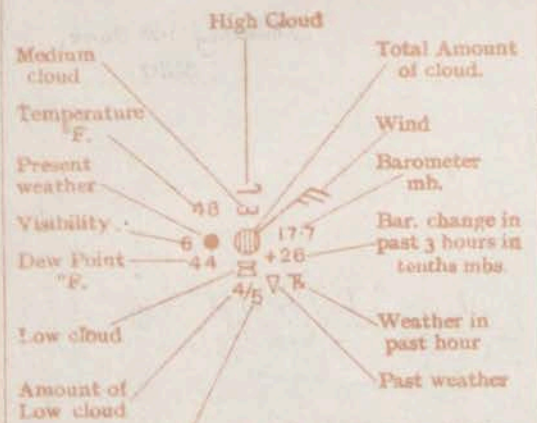 High Cloud
Medium
cloud
Total Amount
of cloud.
Temperature
°F.
Wind
Present
weather
Barometer
mb.
48
Visibility
6
17·7
Bar. change in
past 3 hours in
tenths mbs
+26
Dew Point
°F.
44
4/5
Low cloud
Weather in
past hour
Amount of
Low cloud
Past weather